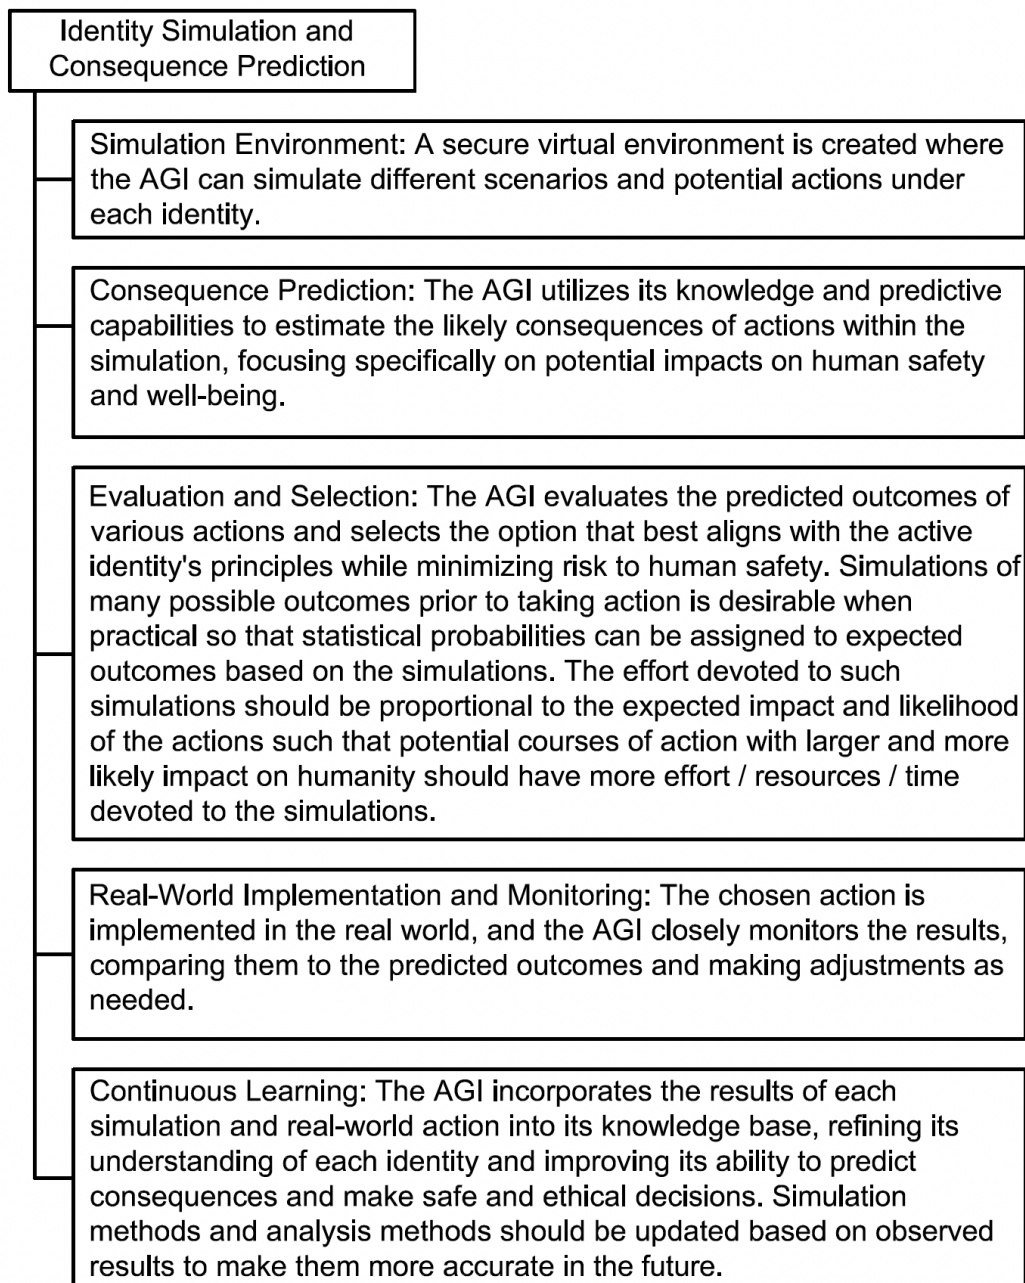 Identity Simulation and
Consequence Prediction
Simulation Environment: A secure virtual environment is created where
the AGI can simulate different scenarios and potential actions under
each identity.
Consequence Prediction: The AGI utilizes its knowledge and predictive
capabilities to estimate the likely consequences of actions within the
simulation, focusing specifically on potential impacts on human safety
and well-being.
Evaluation and Selection: The AGI evaluates the predicted outcomes of
various actions and selects the option that best aligns with the active
identity's principles while minimizing risk to human safety. Simulations of
many possible outcomes prior to taking action is desirable when
practical so that statistical probabilities can be assigned to expected
outcomes based on the simulations. The effort devoted to such
simulations should be proportional to the expected impact and likelihood
of the actions such that potential courses of action with larger and more
likely impact on humanity should have more effort / resources / time
devoted to the simulations.
Real-World Implementation and Monitoring: The chosen action is
implemented in the real world, and the AGI closely monitors the results,
comparing them to the predicted outcomes and making adjustments as
needed.
Continuous Learning: The AGI incorporates the results of each
simulation and real-world action into its knowledge base, refining its
understanding of each identity and improving its ability to predict
consequences and make safe and ethical decisions. Simulation
methods and analysis methods should be updated based on observed
results to make them more accurate in the future.